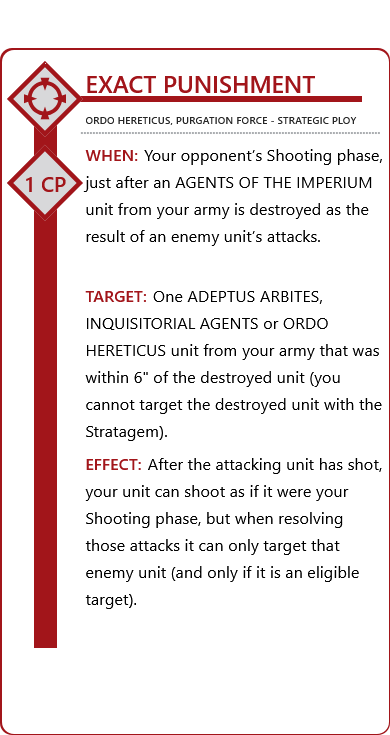 EXACT PUNISHMENT
ORDO HERETICUS, PURGATION FORCE - STRATEGIC PLOY
1 CP
WHEN: Your opponent’s Shooting phase,
just after an AGENTS OF THE IMPERIUM
unit from your army is destroyed as the
result of an enemy unit’s attacks.
TARGET: One ADEPTUS ARBITES,
INQUISITORIAL AGENTS or ORDO
HERETICUS unit from your army that was
within 6" of the destroyed unit (you
cannot target the destroyed unit with the
Stratagem).
EFFECT: After the attacking unit has shot,
your unit can shoot as if it were your
Shooting phase, but when resolving
those attacks it can only target that
enemy unit (and only if it is an eligible
target).